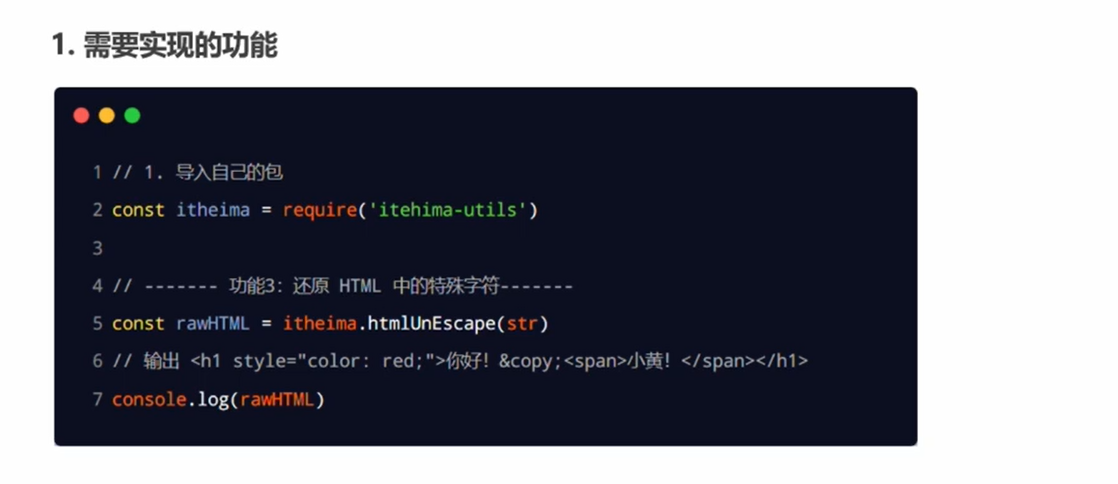 1. 需要实现的功能
1 // 1. 导入自己的包
2 const itheima = require('itehima-utils')
3
4 // ------- 功能3：还原 HTML 中的特殊字符-------
5 const rawHTML = itheima.htmlUnEscape(str)
6 // 输出 <h1 style="color: red;">你好！&copy;<span>小黄！</span></h1>
7 console.log(rawHTML)